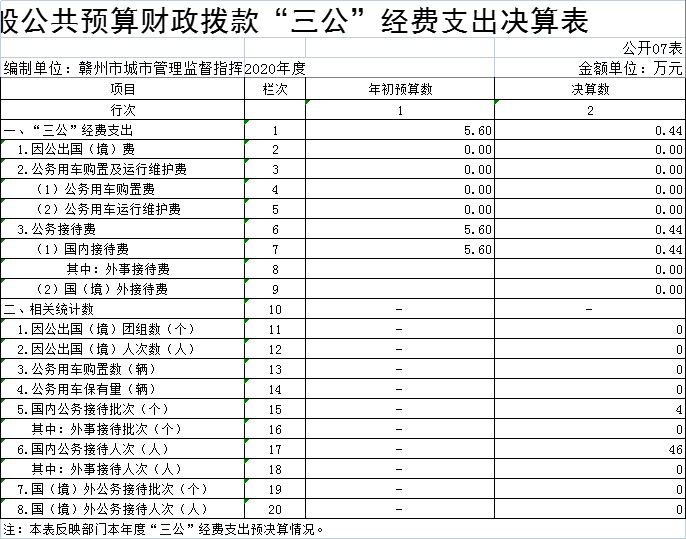 公共预算财政拨款“三公”经费支出决算表
公开07表
编制单位：赣州市城市管理监督指挥 2020年度 金额单位：万元
项目 栏次 年初预算数 决算数
行次 1 2
一、“三公”经费支出 1 5.60 0.44
1.因公出国（境）费 2 0.00 0.00
2.公务用车购置及运行维护费 3 0.00 0.00
（1）公务用车购置费 4 0.00 0.00
（2）公务用车运行维护费 5 0.00 0.00
3.公务接待费 6 5.60 0.44
（1）国内接待费 7 5.60 0.44
其中：外事接待费 8 0.00
（2）国（境）外接待费 9 0.00
二、相关统计数 10 – –
1.因公出国（境）团组数（个） 11 – 0
2.因公出国（境）人次数（人） 12 – 0
3.公务用车购置数（辆） 13 – 0
4.公务用车保有量（辆） 14 – 0
5.国内公务接待批次（个） 15 – 4
其中：外事接待批次（个） 16 – 0
6.国内公务接待人次（人） 17 – 46
其中：外事接待人次（人） 18 – 0
7.国（境）外公务接待批次（个） 19 – 0
8.国（境）外公务接待人次（人） 20 – 0
注：本表反映部门本年度“三公”经费支出预决算情况。